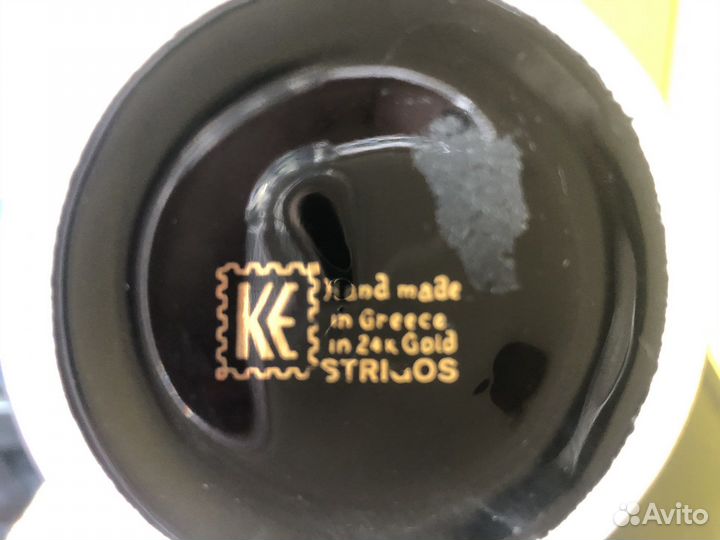 KE
Hand made
in Greece
in 24K Gold
STRIGOS
Avito